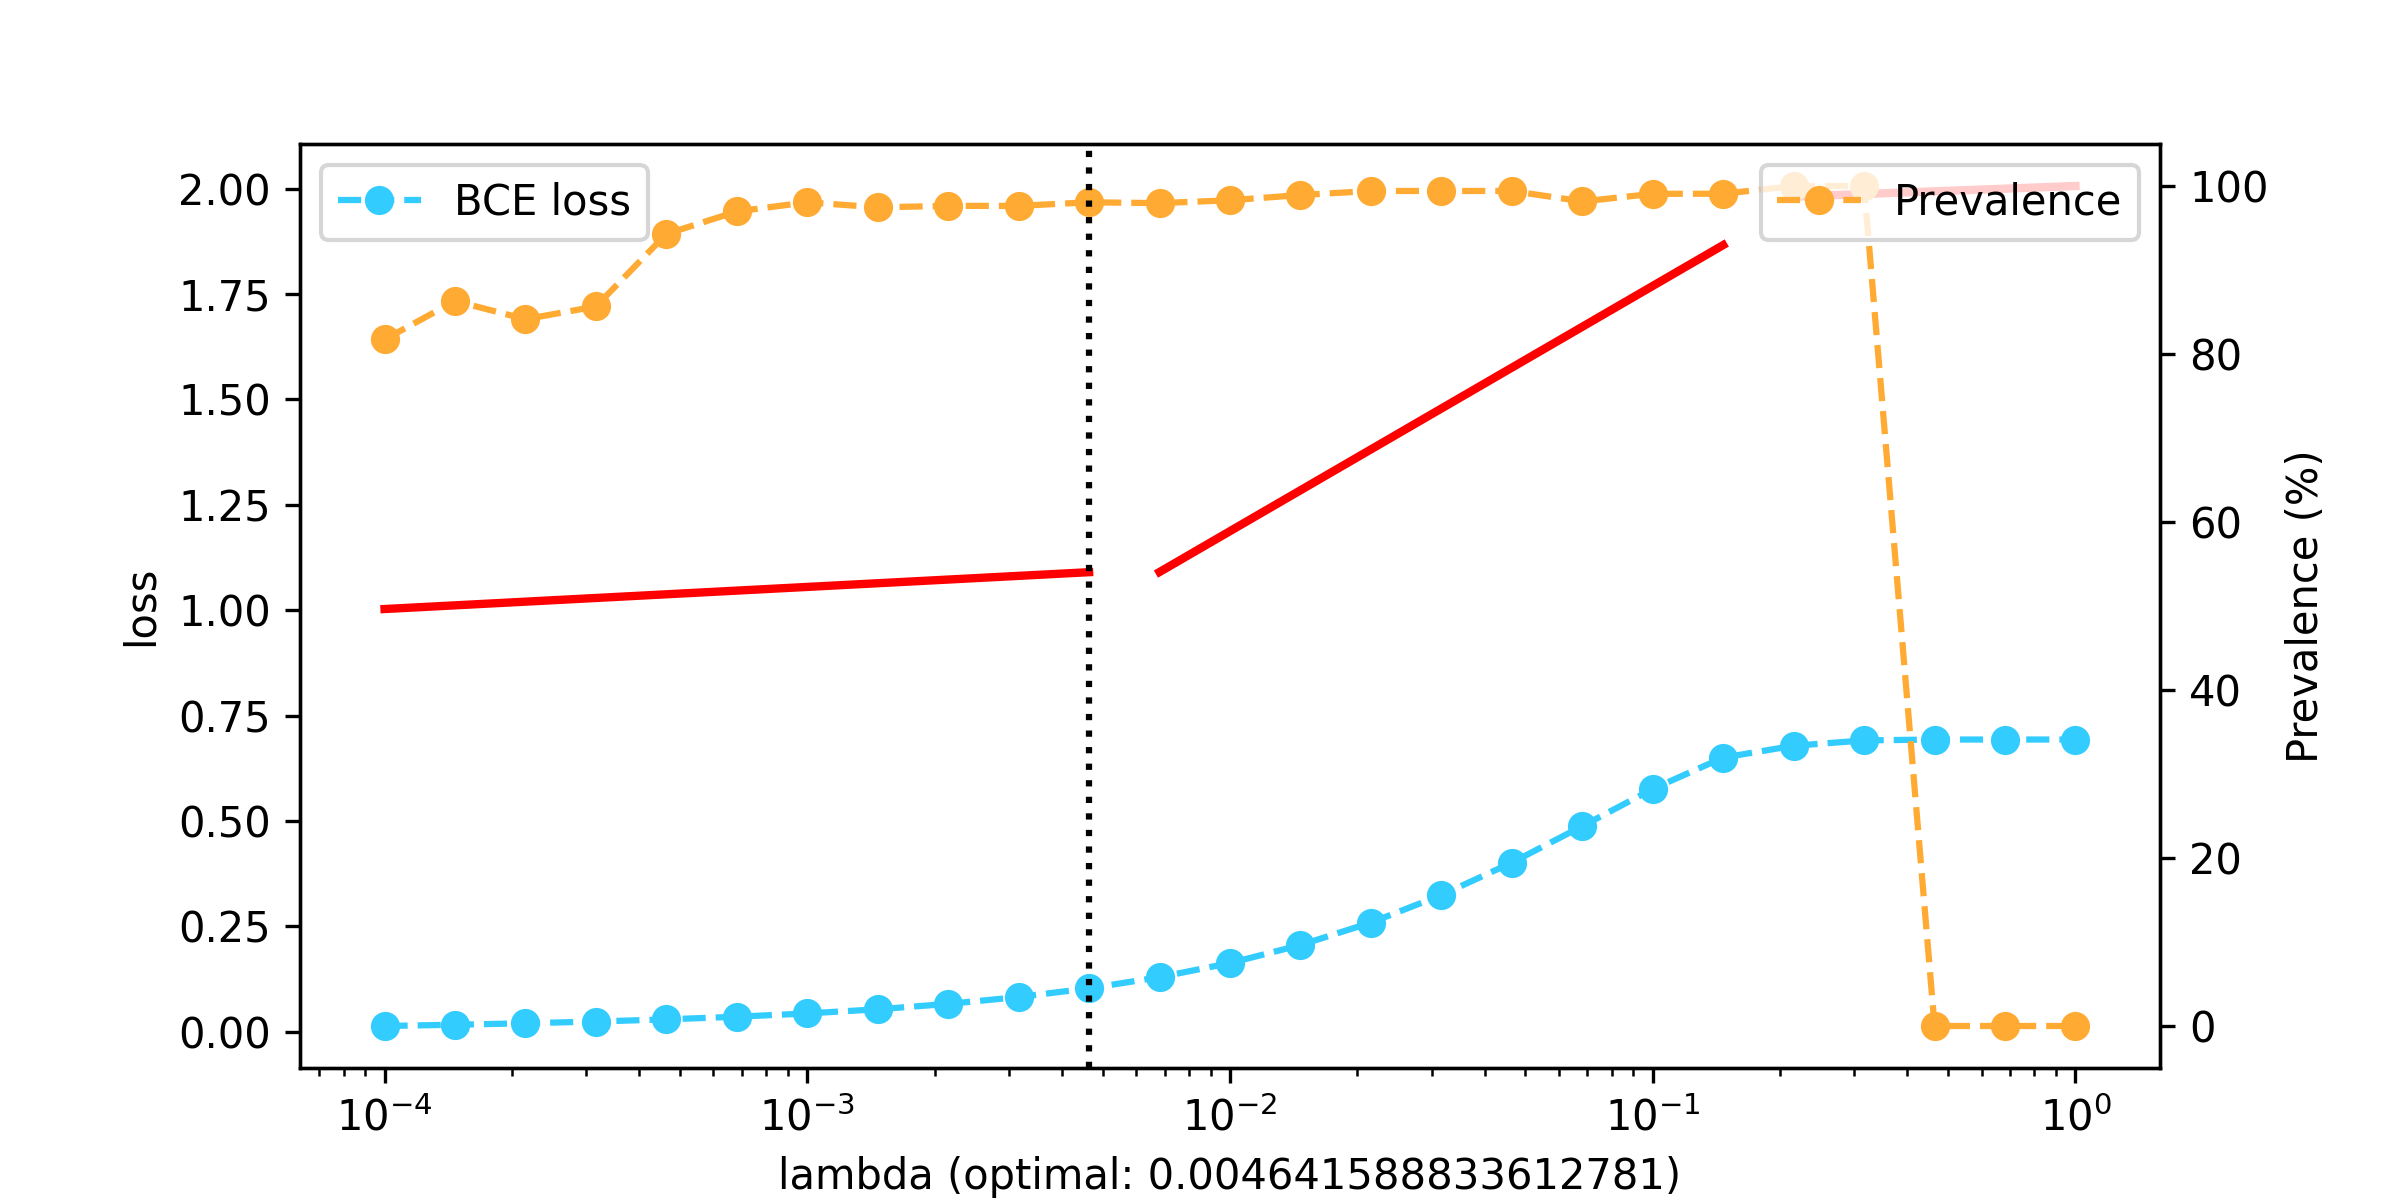 BCE loss
Prevalence
2.00
1.75
1.50
1.25
1.00
0.75
0.50
0.25
0.00
loss
100
80
60
40
20
0
Prevalence (%)
10⁻⁴ 10⁻³ 10⁻² 10⁻¹ 10⁰
lambda (optimal: 0.004641588833612781)